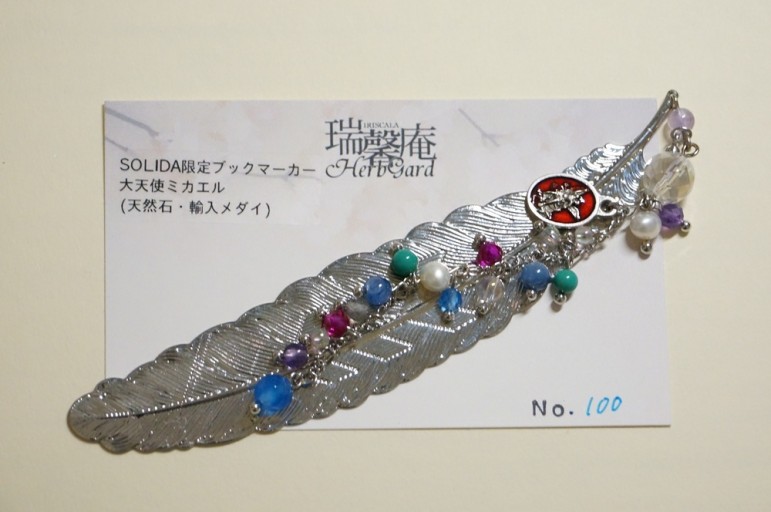 瑞馨庵
HerbGard
SOLIDA限定ブックマーカー
大天使ミカエル
(天然石・輸入メダイ)
No. 100